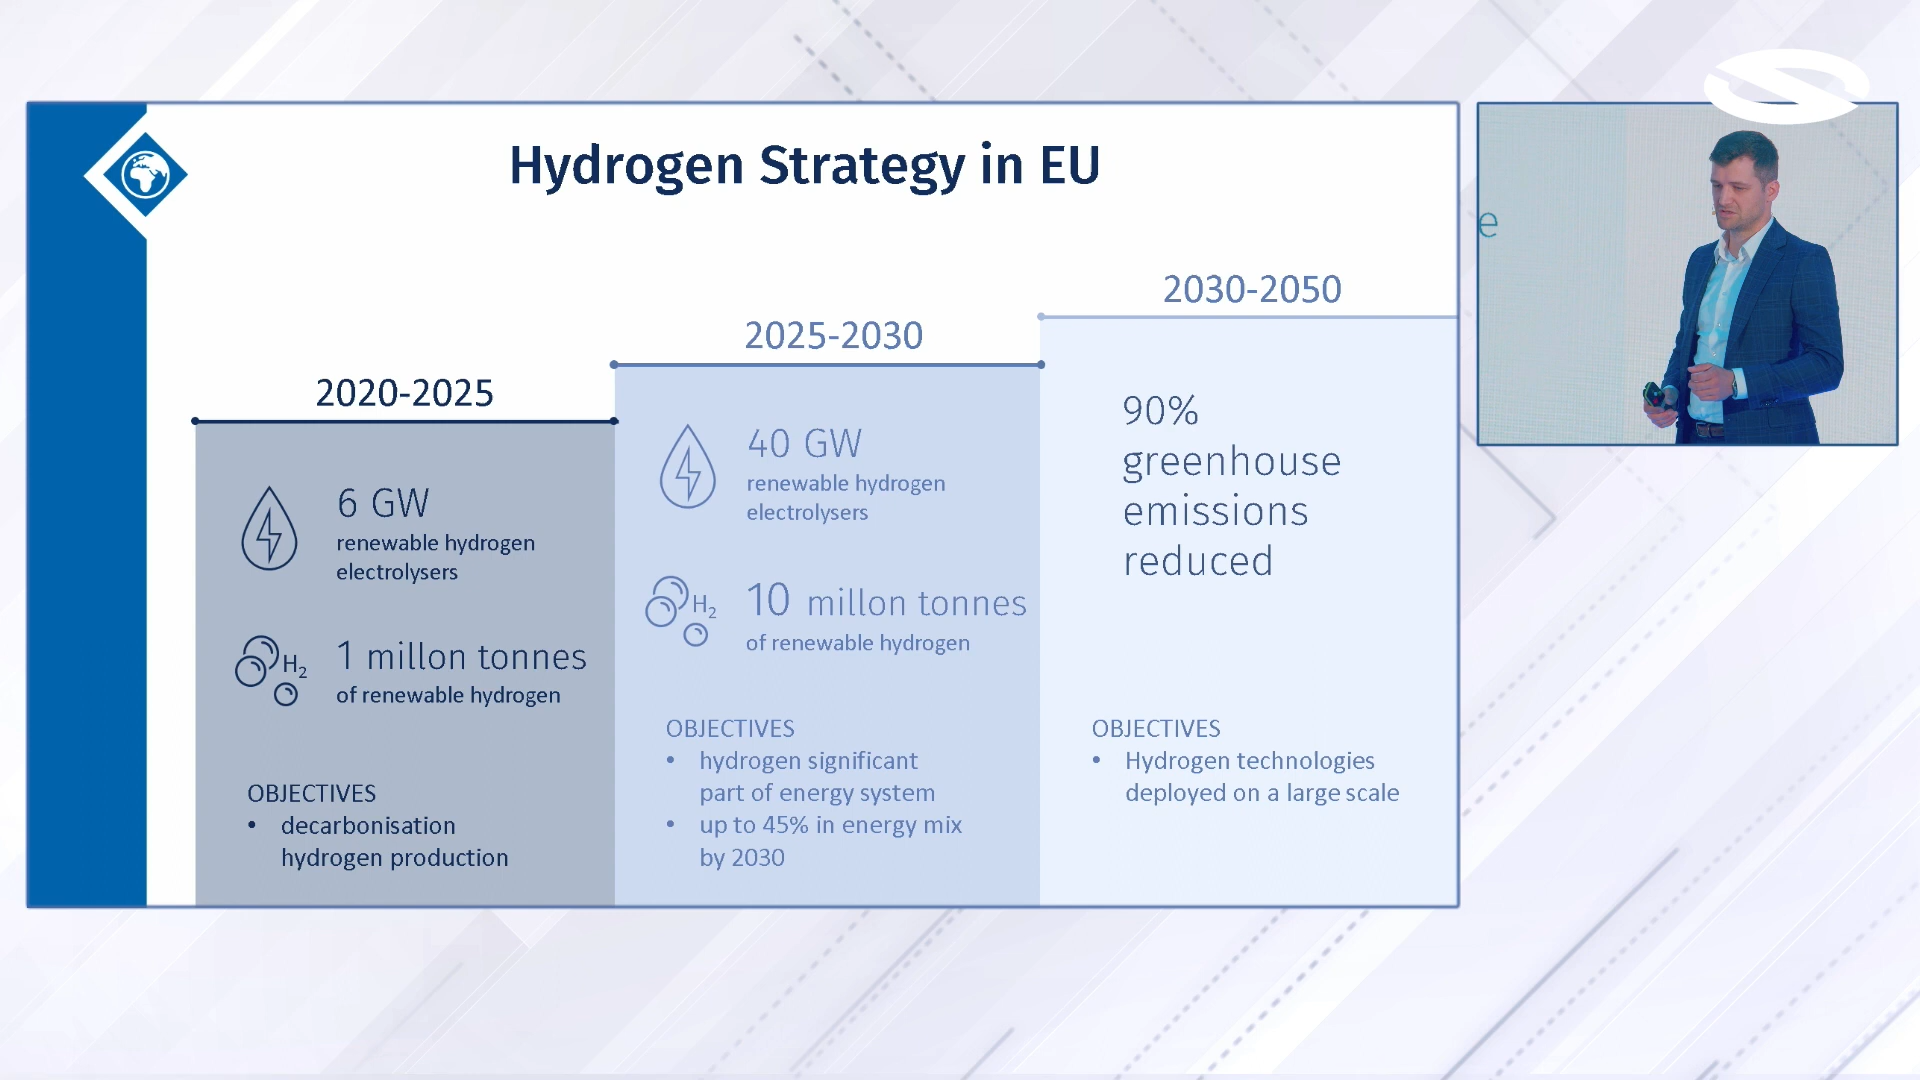 Hydrogen Strategy in EU
2020-2025
6 GW
renewable hydrogen
electrolysers
H2
1 millon tonnes
of renewable hydrogen
OBJECTIVES
• decarbonisation
hydrogen production
2025-2030
40 GW
renewable hydrogen
electrolysers
H2
10 millon tonnes
of renewable hydrogen
OBJECTIVES
• hydrogen significant
part of energy system
• up to 45% in energy mix
by 2030
2030-2050
90%
greenhouse
emissions
reduced
OBJECTIVES
• Hydrogen technologies
deployed on a large scale
e